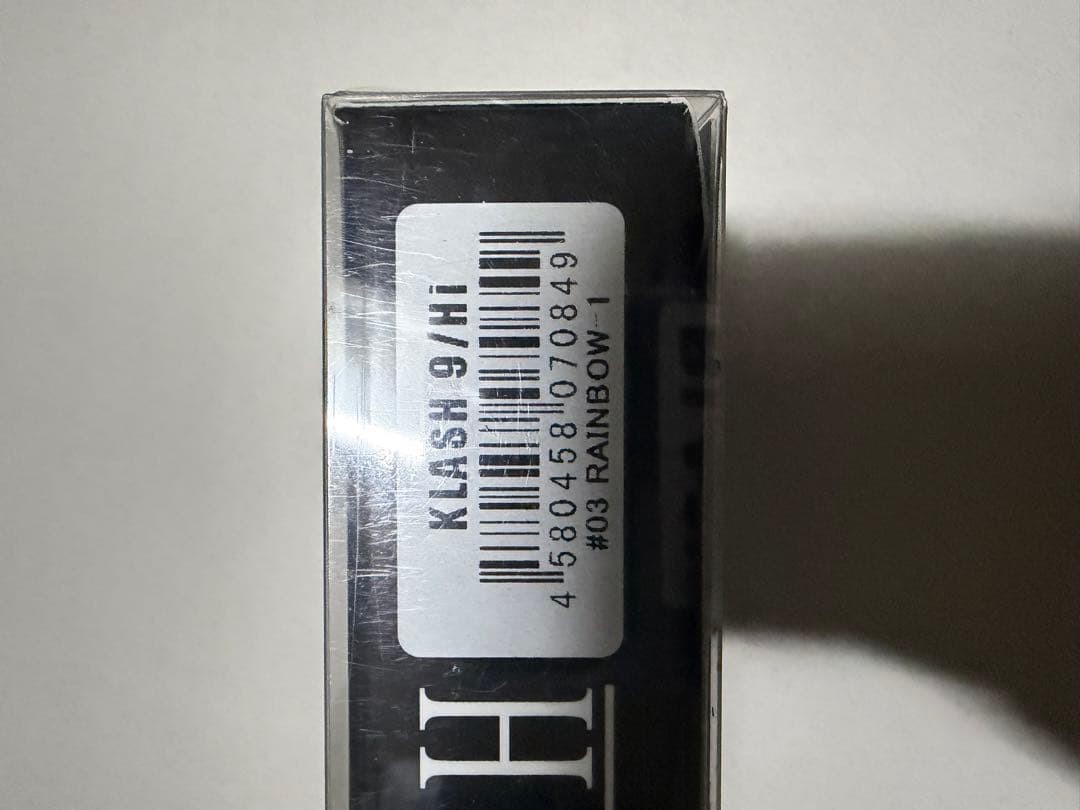 KLASH 9/Hi
4 580458 070849
#03 RAINBOW-1
H